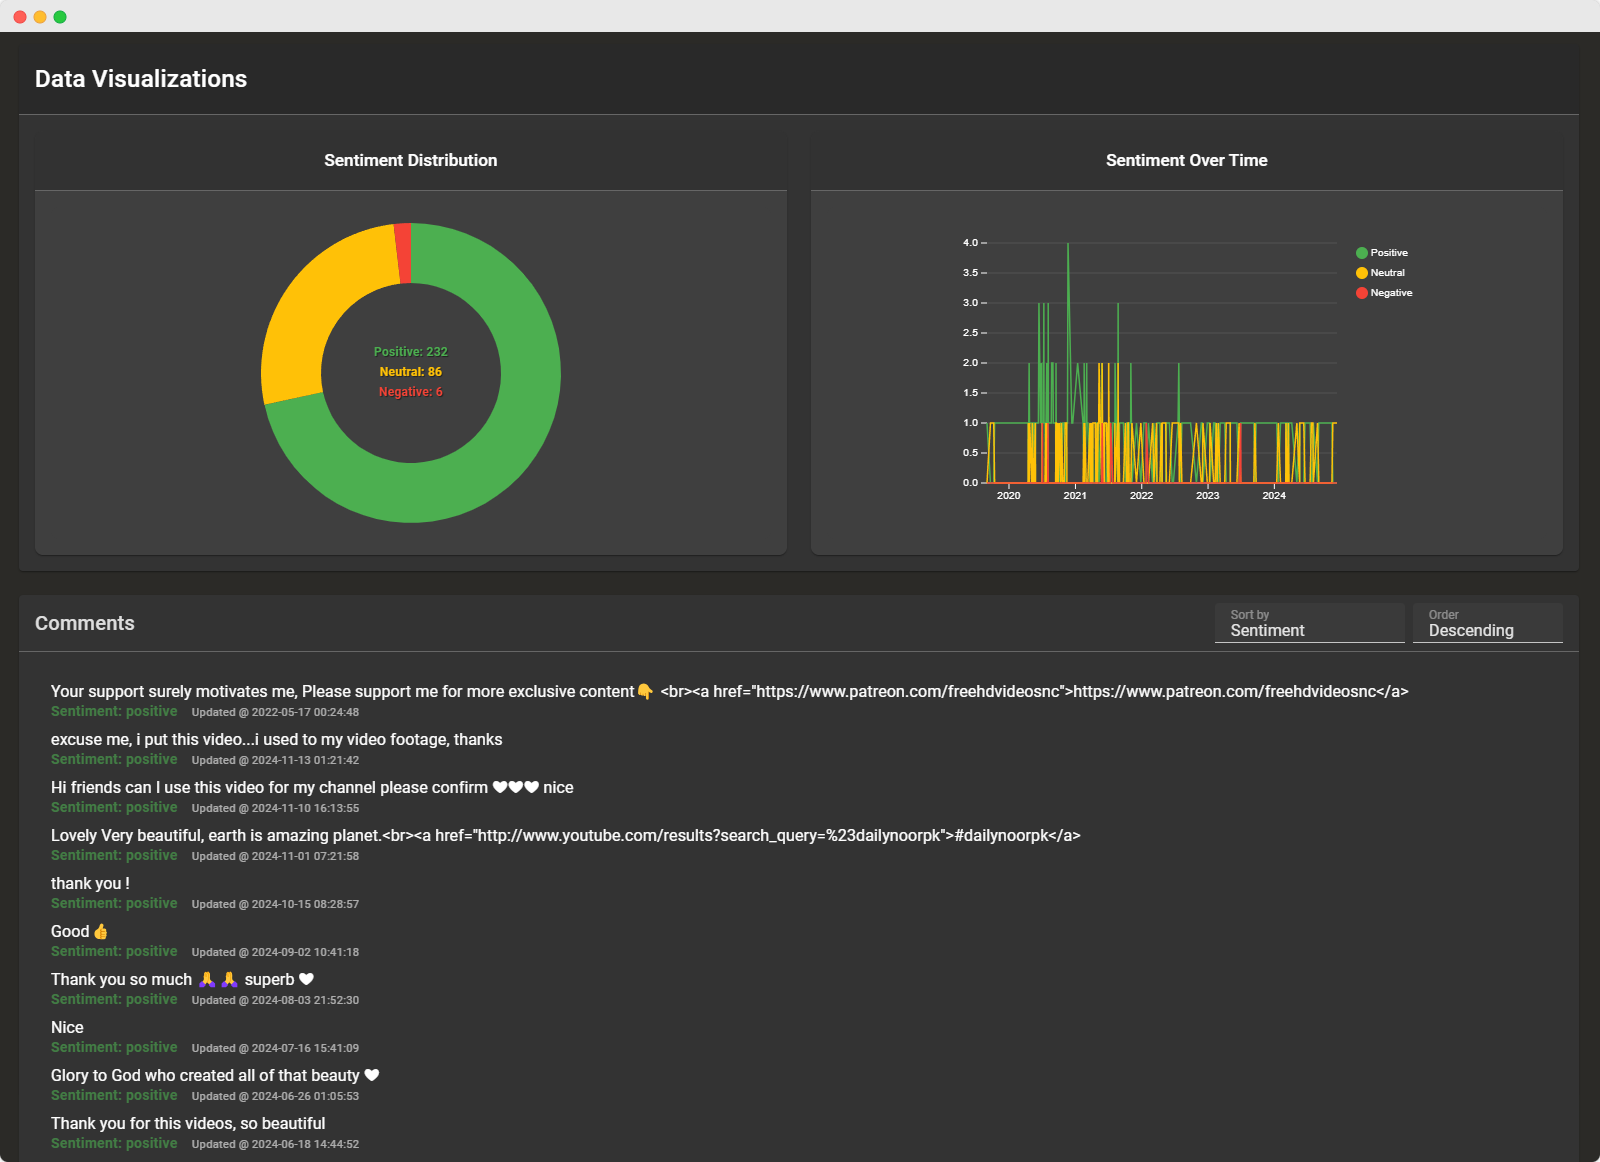 Data Visualizations
Sentiment Distribution
Positive: 232
Neutral: 86
Negative: 6
Sentiment Over Time
4.0
3.5
3.0
2.5
2.0
1.5
1.0
0.5
0.0
2020 2021 2022 2023 2024
Positive
Neutral
Negative
Comments
Sort by
Sentiment
Order
Descending
Your support surely motivates me, Please support me for more exclusive content👇 <br><a href="https://www.patreon.com/freehdvideosnc">https://www.patreon.com/freehdvideosnc</a>
Sentiment: positive Updated @ 2022-05-17 00:24:48
excuse me, i put this video...i used to my video footage, thanks
Sentiment: positive Updated @ 2024-11-13 01:21:42
Hi friends can I use this video for my channel please confirm 🤍🤍🤍 nice
Sentiment: positive Updated @ 2024-11-10 16:13:55
Lovely Very beautiful, earth is amazing planet.<br><a href="http://www.youtube.com/results?search_query=%23dailynoorpk">#dailynoorpk</a>
Sentiment: positive Updated @ 2024-11-01 07:21:58
thank you !
Sentiment: positive Updated @ 2024-10-15 08:28:57
Good 👍
Sentiment: positive Updated @ 2024-09-02 10:41:18
Thank you so much 🙏 🙏 superb 🤍
Sentiment: positive Updated @ 2024-08-03 21:52:30
Nice
Sentiment: positive Updated @ 2024-07-16 15:41:09
Glory to God who created all of that beauty 🤍
Sentiment: positive Updated @ 2024-06-26 01:05:53
Thank you for this videos, so beautiful
Sentiment: positive Updated @ 2024-06-18 14:44:52